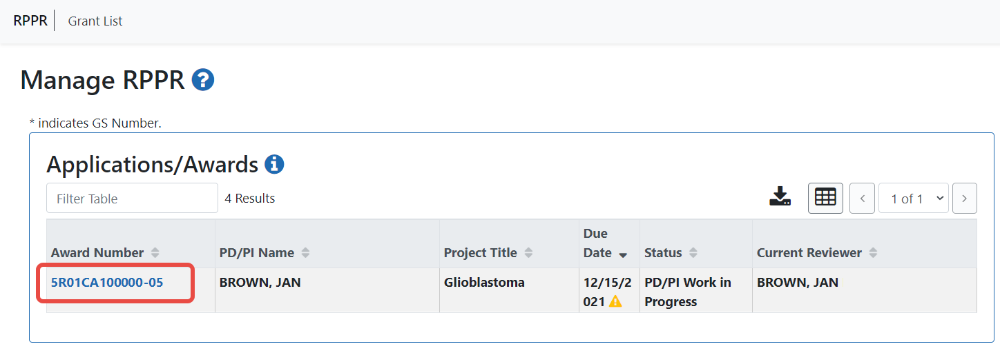 RPPR Grant List
Manage RPPR ?
* indicates GS Number.
Applications/Awards i
Filter Table 4 Results < 1 of 1 >
Award Number PD/PI Name Project Title Due Date Status Current Reviewer
5R01CA100000-05 BROWN, JAN Glioblastoma 12/15/2 PD/PI Work in BROWN, JAN
021 Progress